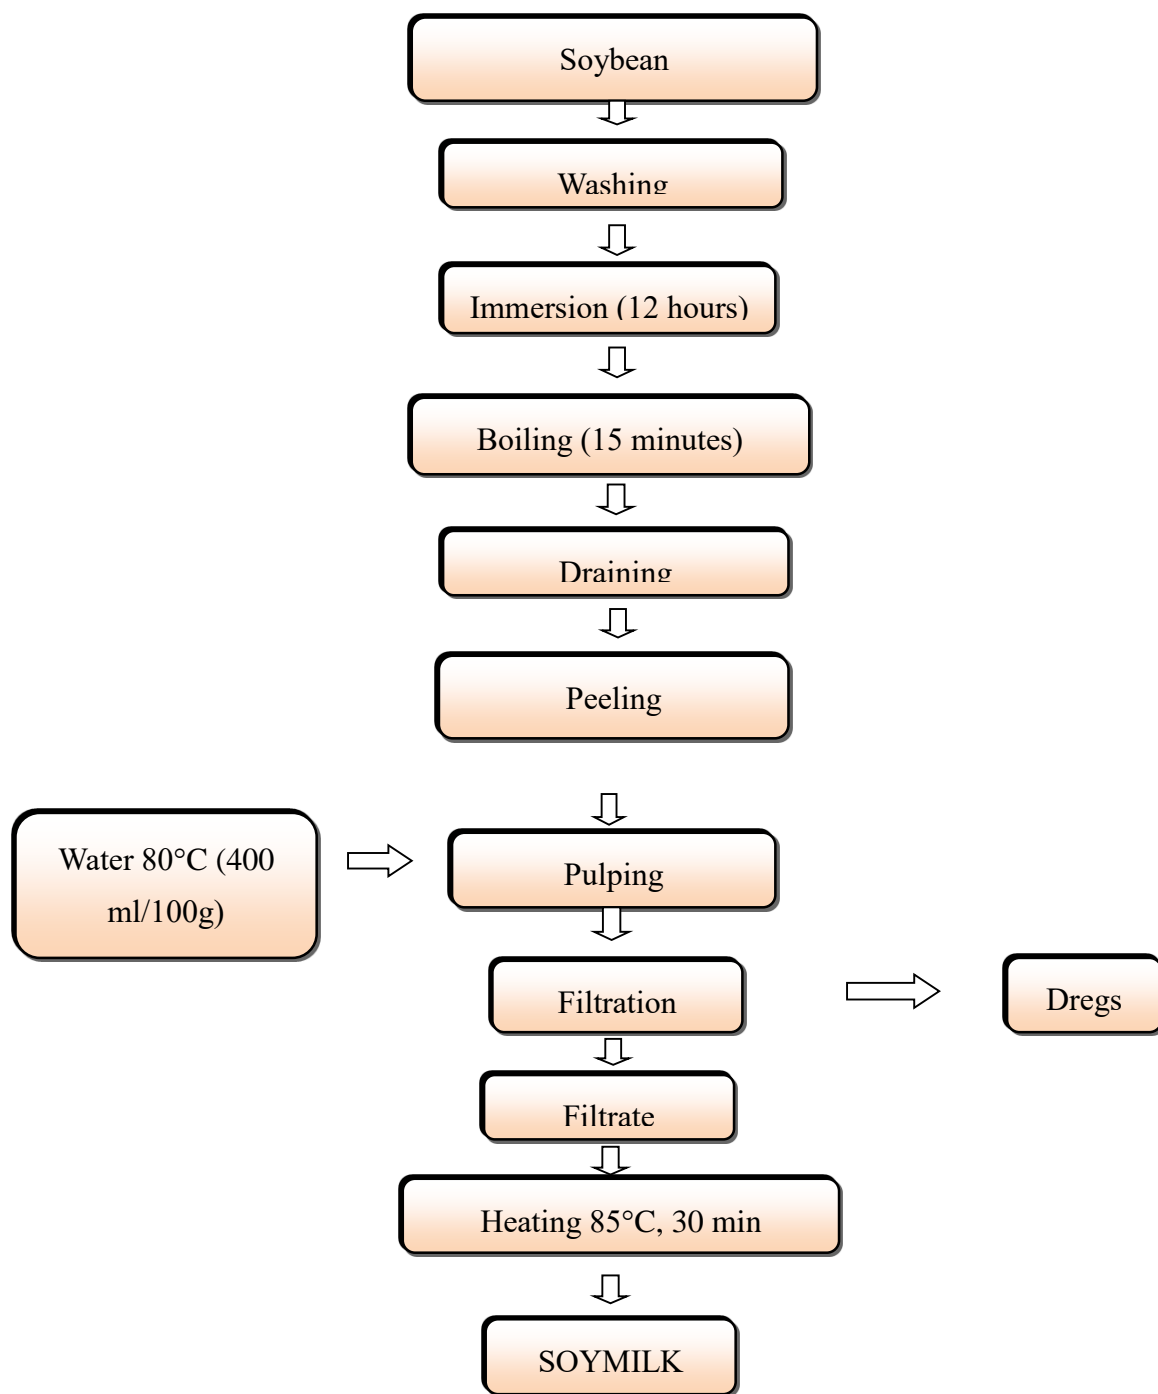 Soybean
Washing
Immersion (12 hours)
Boiling (15 minutes)
Draining
Peeling
Water 80°C (400
ml/100g)
Pulping
Filtration
Dregs
Filtrate
Heating 85°C, 30 min
SOYMILK